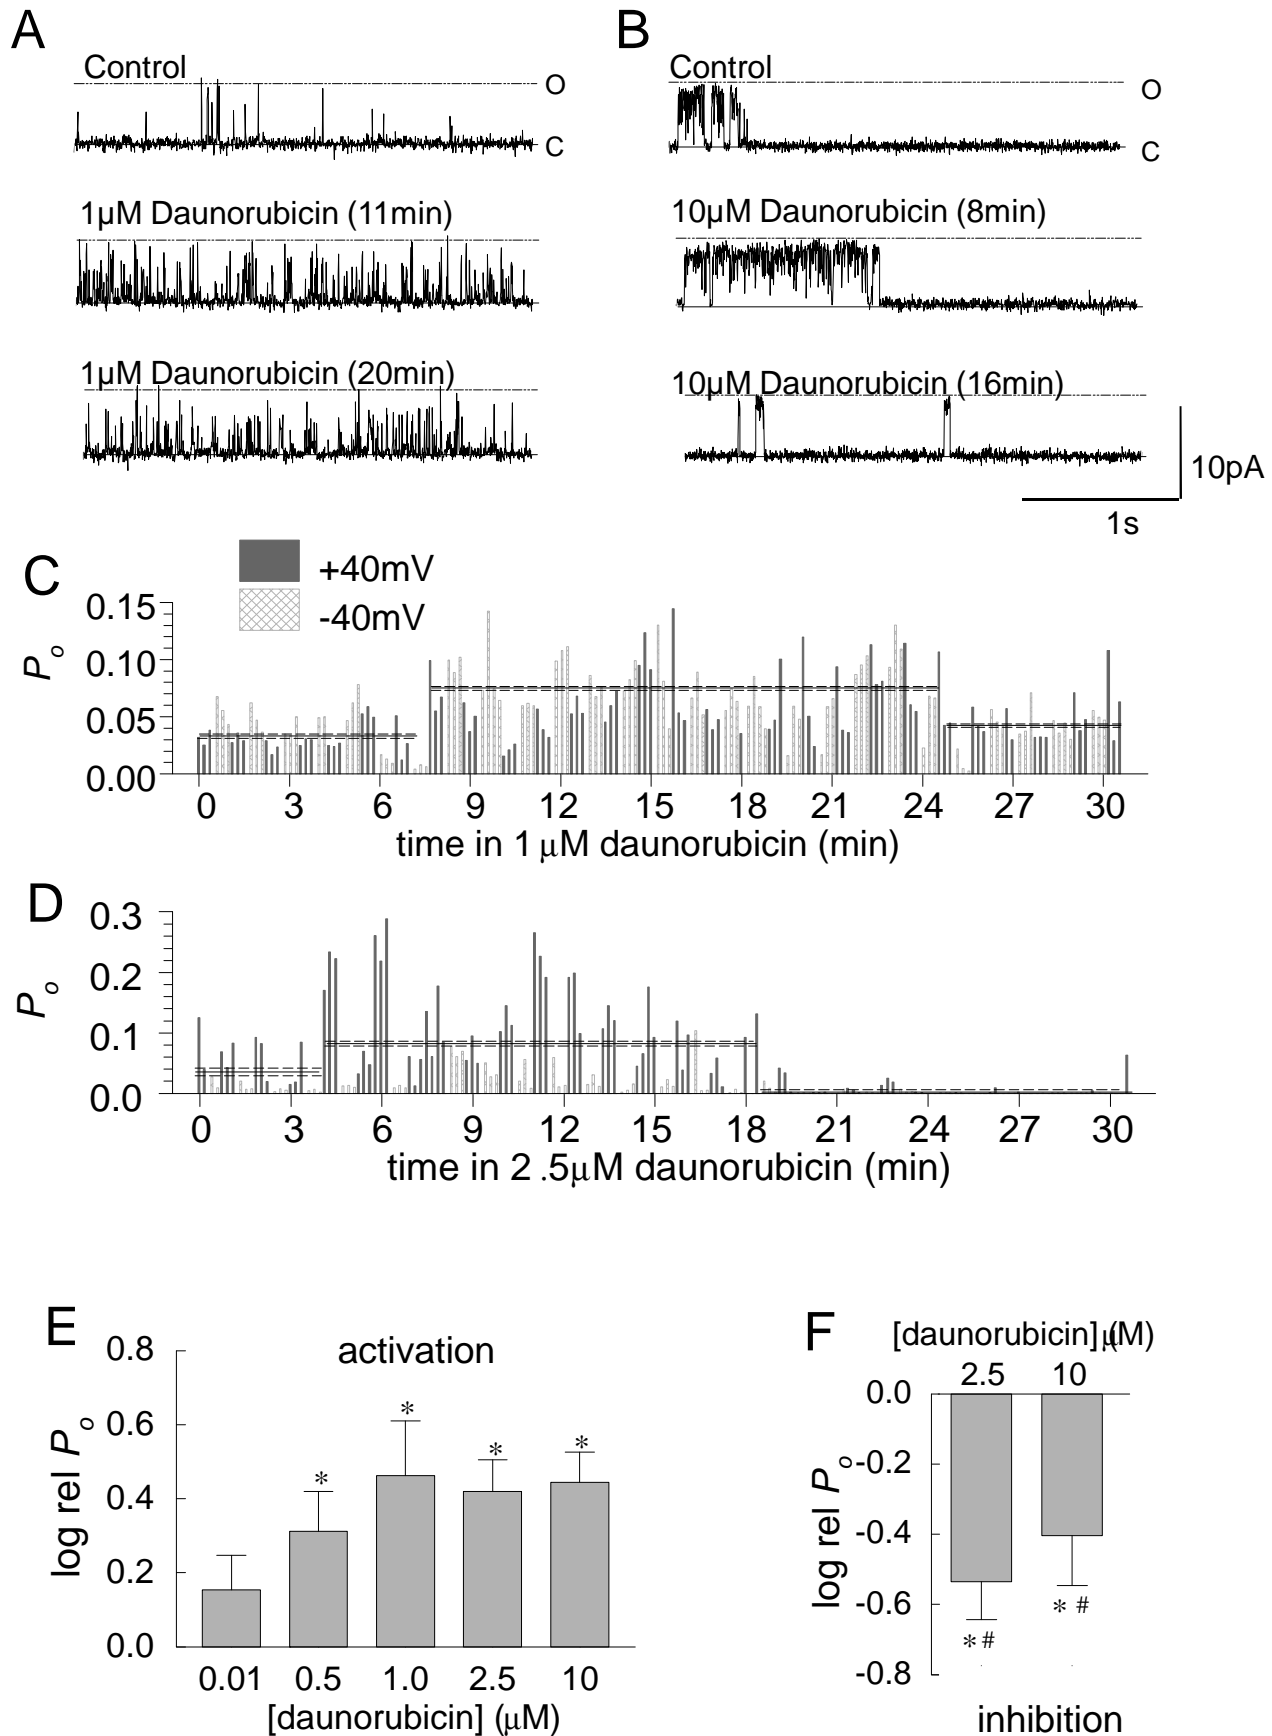 A
B
Control
O
C
Control
O
C
1µM Daunorubicin (11min)
10µM Daunorubicin (8min)
1µM Daunorubicin (20min)
10µM Daunorubicin (16min)
10pA
1s
C
+40mV
-40mV
0.15
0.10
0.05
0.00
Po
0 3 6 9 12 15 18 21 24 27 30
time in 1 µM daunorubicin (min)
D
0.3
0.2
0.1
0.0
Po
0 3 6 9 12 15 18 21 24 27 30
time in 2 .5µM daunorubicin (min)
E
activation
0.8
0.6
0.4
0.2
0.0
log rel Po
* * * *
0.01 0.5 1.0 2.5 10
[daunorubicin] (µM)
F
[daunorubicin] (µM)
2.5 10
0.0
-0.2
-0.4
-0.6
-0.8
log rel Po
* #
* #
inhibition